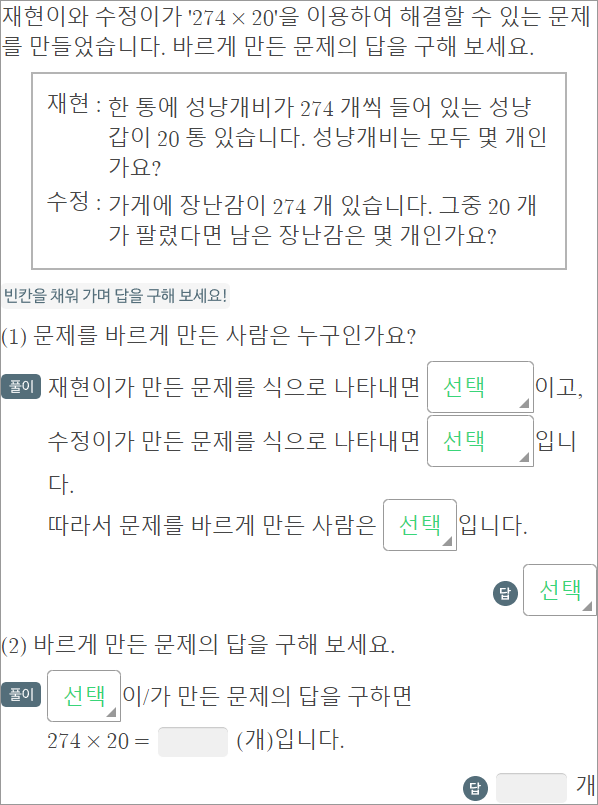 재현이와 수정이가 '274 × 20'을 이용하여 해결할 수 있는 문제
를 만들었습니다. 바르게 만든 문제의 답을 구해 보세요.
재현 : 한 통에 성냥개비가 274 개씩 들어 있는 성냥
갑이 20 통 있습니다. 성냥개비는 모두 몇 개인
가요?
수정 : 가게에 장난감이 274 개 있습니다. 그중 20 개
가 팔렸다면 남은 장난감은 몇 개인가요?
빈칸을 채워 가며 답을 구해 보세요!
(1) 문제를 바르게 만든 사람은 누구인가요?
풀이 재현이가 만든 문제를 식으로 나타내면 선택 이고,
수정이가 만든 문제를 식으로 나타내면 선택 입니
다.
따라서 문제를 바르게 만든 사람은 선택 입니다.
답 선택
(2) 바르게 만든 문제의 답을 구해 보세요.
풀이 선택 이/가 만든 문제의 답을 구하면
274 × 20 = (개)입니다.
답 개